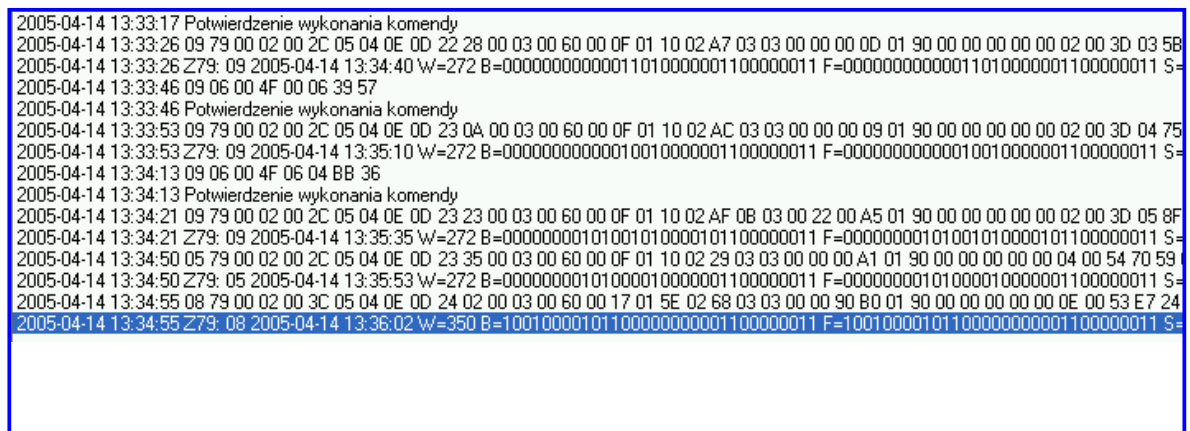 2005-04-14 13:33:17 Potwierdzenie wykonania komendy
2005-04-14 13:33:26 09 79 00 02 00 2C 05 04 0E 0D 22 28 00 03 00 60 00 0F 01 10 02 A7 03 03 00 00 00 0D 01 90 00 00 00 00 00 02 00 3D 03 5B
2005-04-14 13:33:26 Z79: 09 2005-04-14 13:34:40 W=272 B=00000000000011010000001100000011 F=00000000000011010000001100000011 S=
2005-04-14 13:33:46 09 06 00 4F 00 06 39 57
2005-04-14 13:33:46 Potwierdzenie wykonania komendy
2005-04-14 13:33:53 09 79 00 02 00 2C 05 04 0E 0D 23 0A 00 03 00 60 00 0F 01 10 02 AC 03 03 00 00 00 09 01 90 00 00 00 00 00 02 00 3D 04 75
2005-04-14 13:33:53 Z79: 09 2005-04-14 13:35:10 W=272 B=00000000000010010000001100000011 F=00000000000010010000001100000011 S=
2005-04-14 13:34:13 09 06 00 4F 06 04 BB 36
2005-04-14 13:34:13 Potwierdzenie wykonania komendy
2005-04-14 13:34:21 09 79 00 02 00 2C 05 04 0E 0D 23 23 00 03 00 60 00 0F 01 10 02 AF 0B 03 00 22 00 A5 01 90 00 00 00 00 00 02 00 3D 05 8F
2005-04-14 13:34:21 Z79: 09 2005-04-14 13:35:35 W=272 B=00000000101001010000101100000011 F=00000000101001010000101100000011 S=
2005-04-14 13:34:50 05 79 00 02 00 2C 05 04 0E 0D 23 35 00 03 00 60 00 0F 01 10 02 29 03 03 00 00 00 A1 01 90 00 00 00 00 00 04 00 54 70 59
2005-04-14 13:34:50 Z79: 05 2005-04-14 13:35:53 W=272 B=00000000101000010000001100000011 F=00000000101000010000001100000011 S=
2005-04-14 13:34:55 08 79 00 02 00 3C 05 04 0E 0D 24 02 00 03 00 60 00 17 01 5E 02 68 03 03 00 00 90 B0 01 90 00 00 00 00 00 0E 00 53 E7 24
2005-04-14 13:34:55 Z79: 08 2005-04-14 13:36:02 W=350 B=10010000101100000000001100000011 F=10010000101100000000001100000011 S=